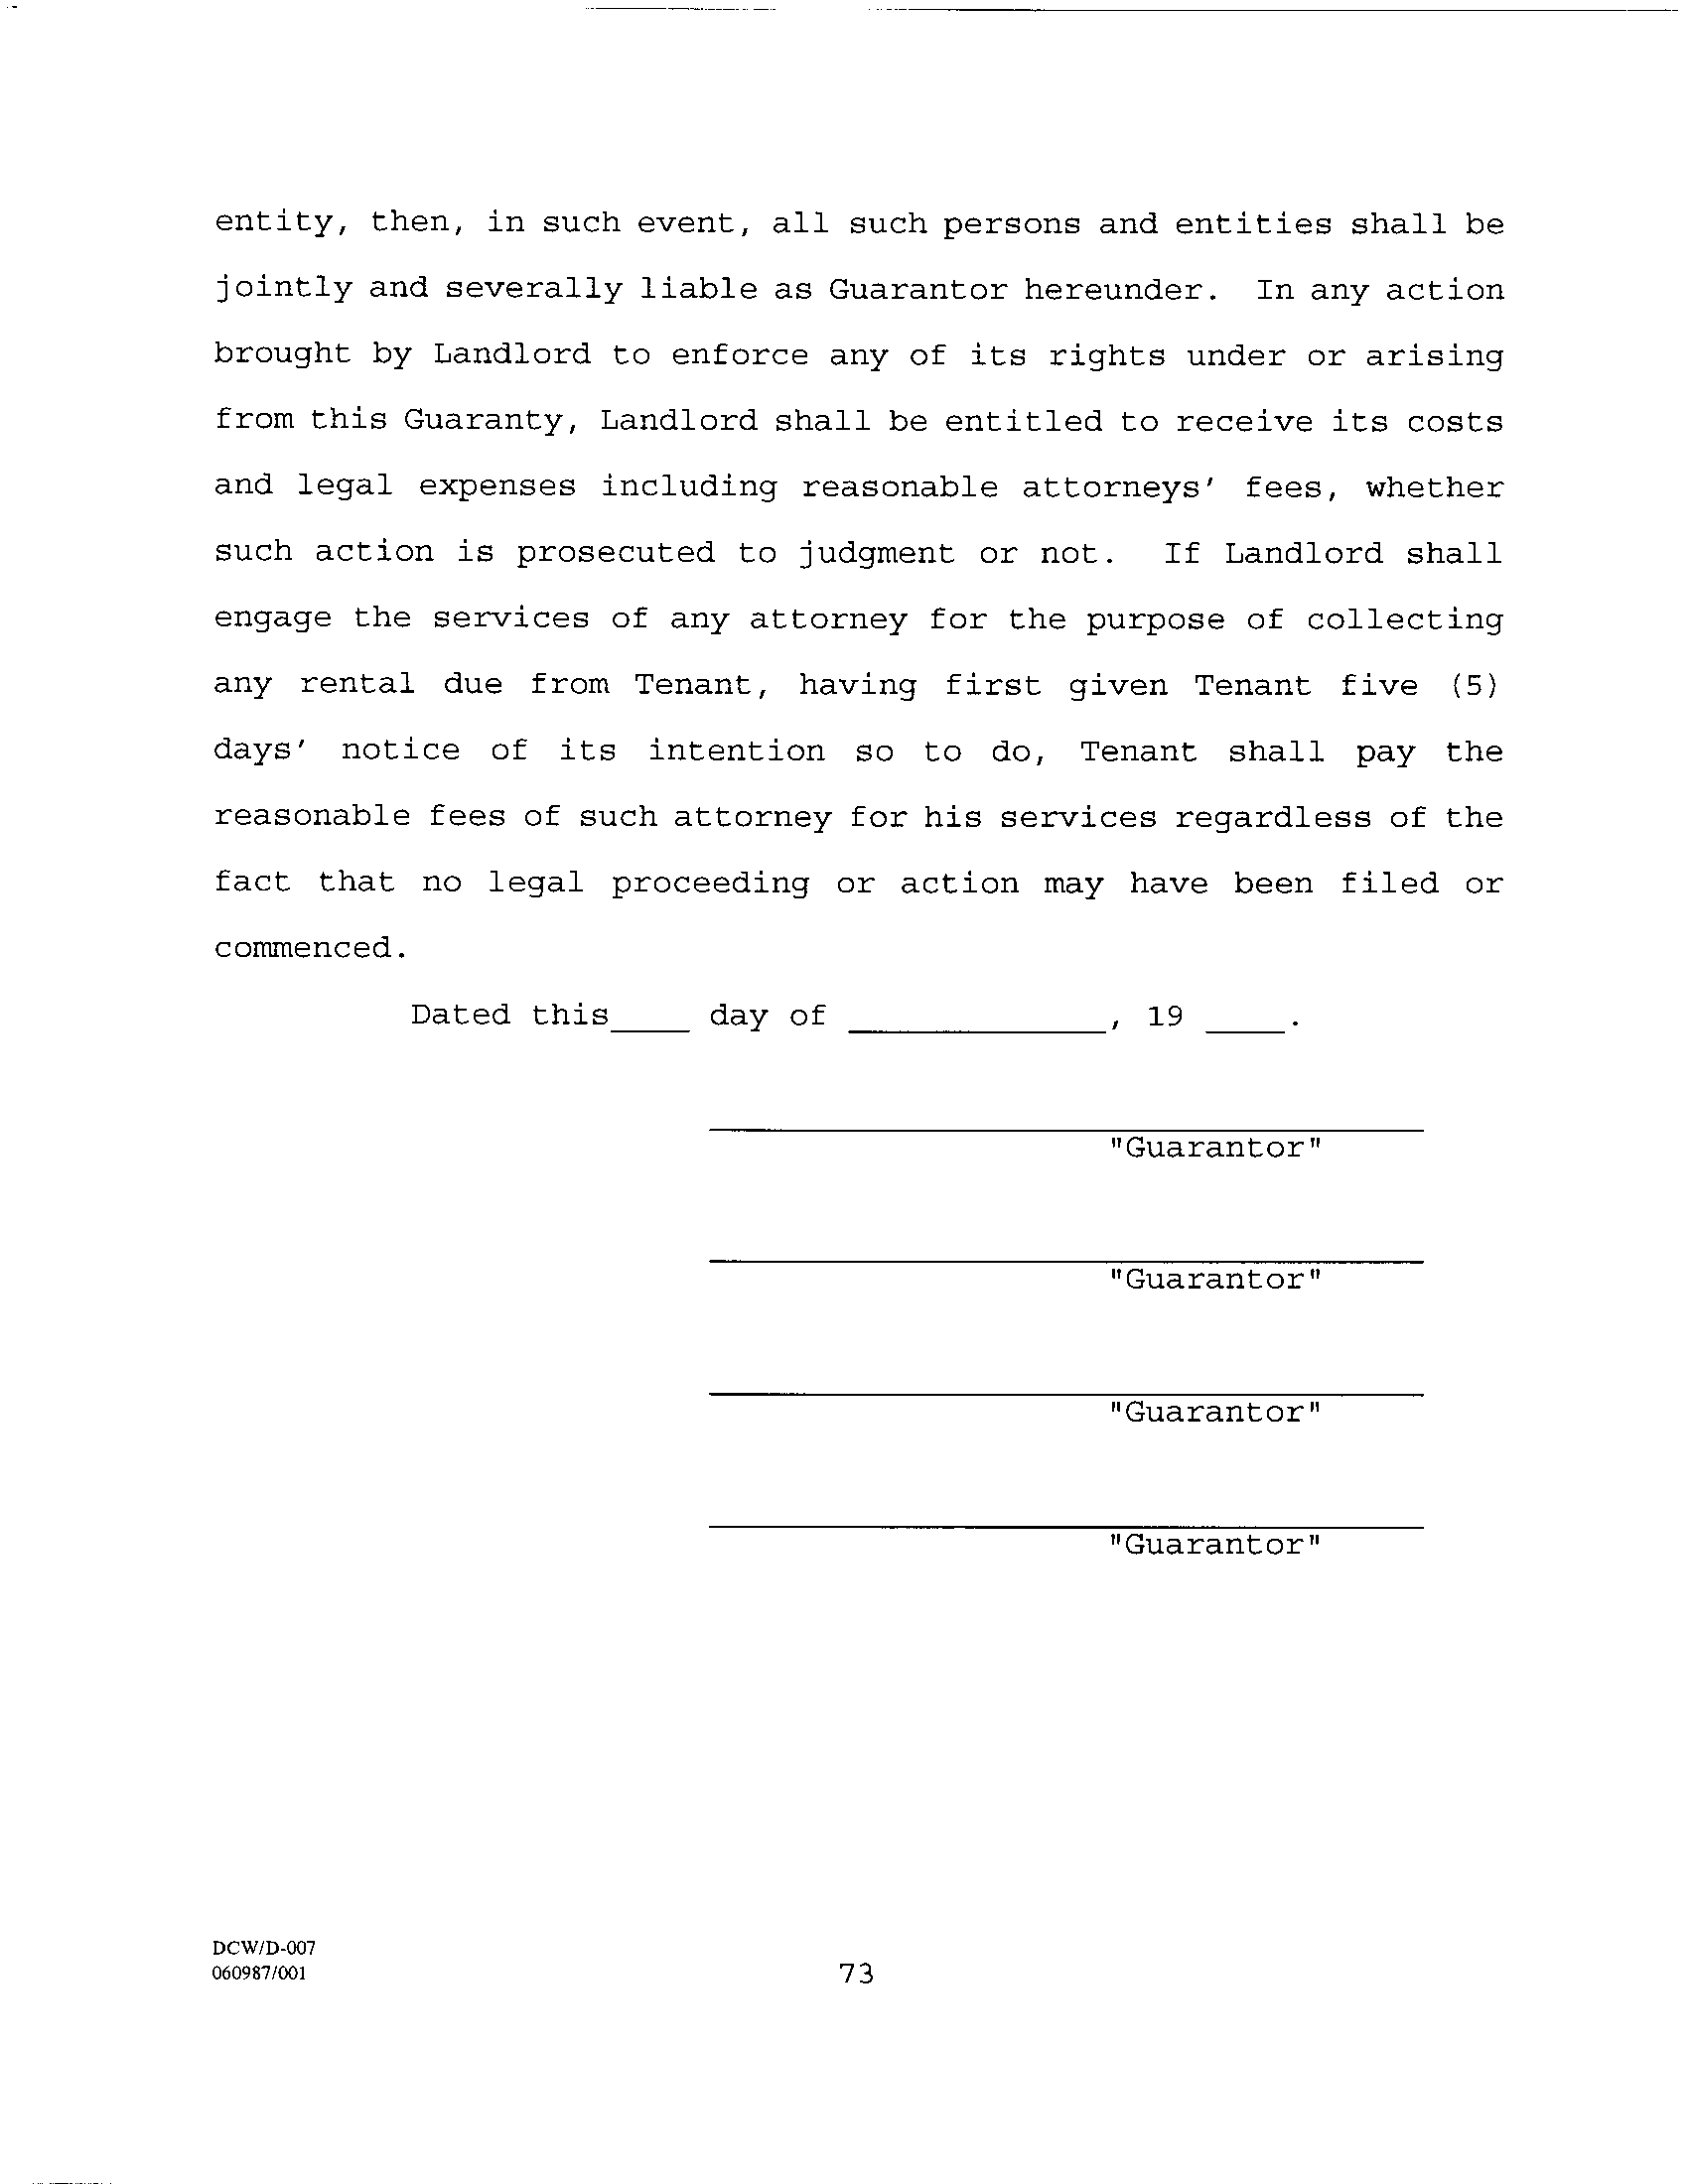 entity, then, in such event, all such persons and entities shall be
jointly and severally liable as Guarantor hereunder. In any action
brought by Landlord to enforce any of its rights under or arising
from this Guaranty, Landlord shall be entitled to receive its costs
and legal expenses including reasonable attorneys' fees, whether
such action is prosecuted to judgment or not. If Landlord shall
engage the services of any attorney for the purpose of collecting
any rental due from Tenant, having first given Tenant five (5)
days' notice of its intention so to do, Tenant shall pay the
reasonable fees of such attorney for his services regardless of the
fact that no legal proceeding or action may have been filed or
commenced.
Dated this____ day of _____________, 19 ____.
"Guarantor"
"Guarantor"
"Guarantor"
"Guarantor"
DCW/D-007
060987/001
73